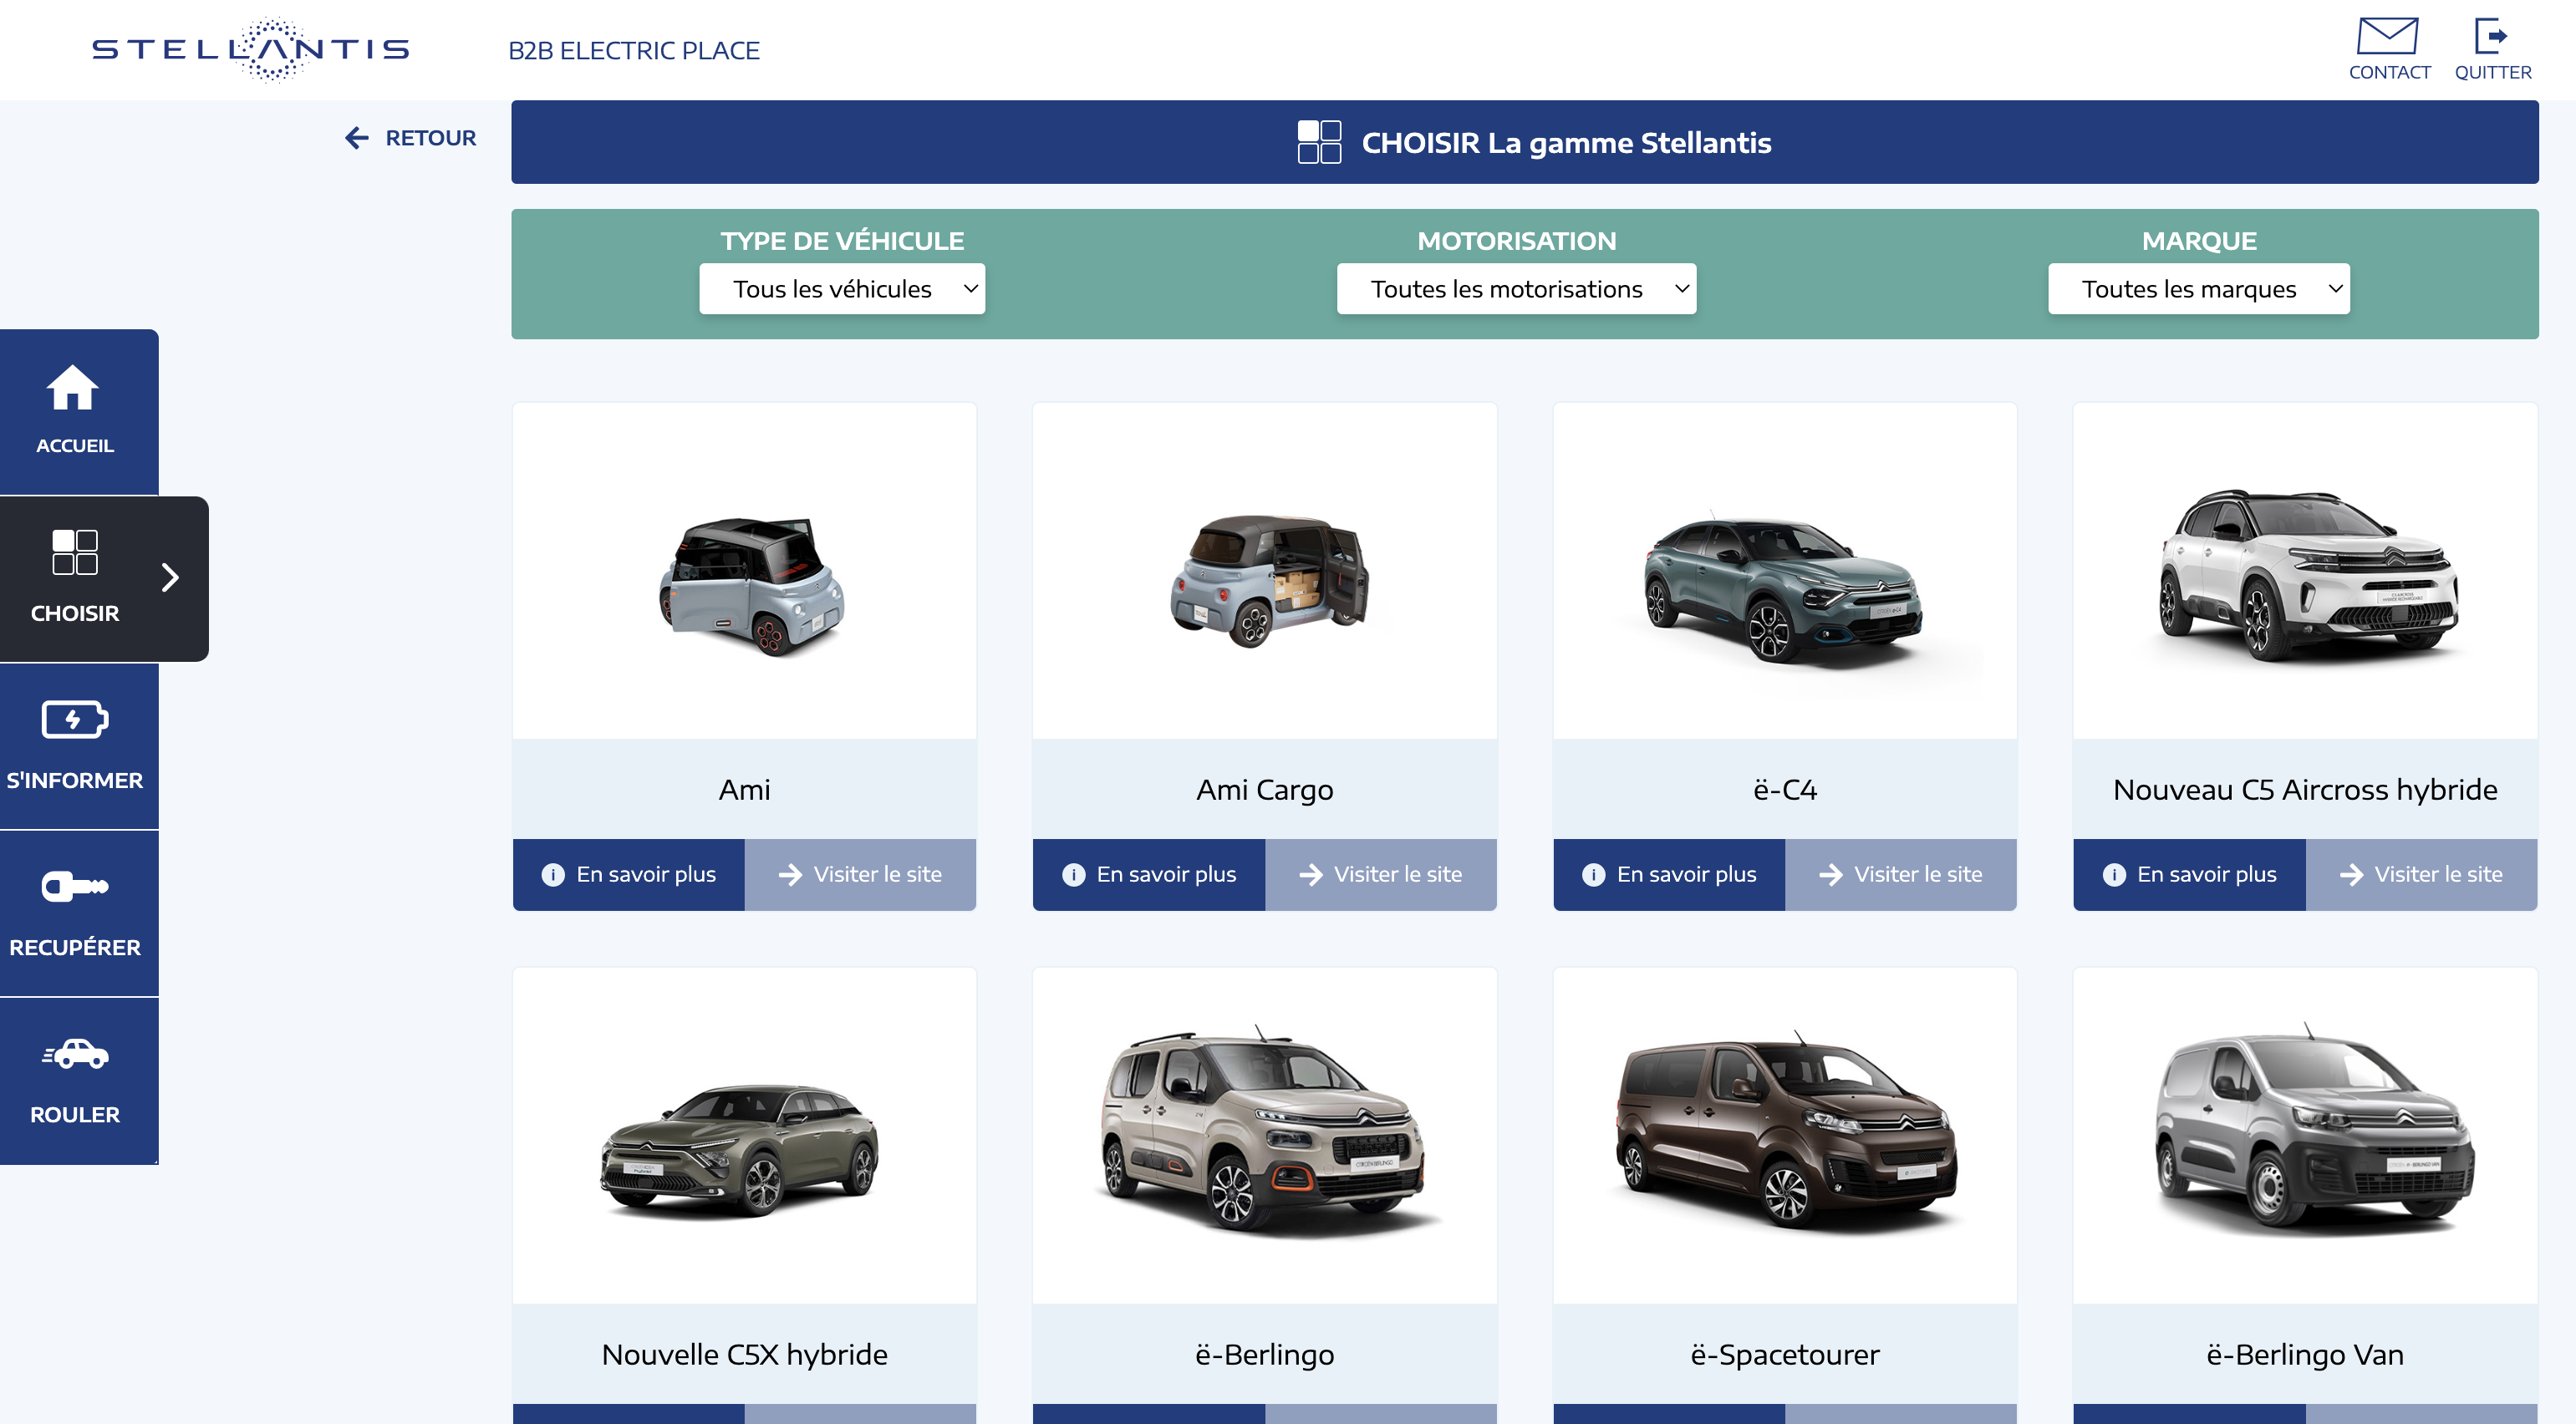 STELLANTIS
B2B ELECTRIC PLACE
CONTACT
QUITTER
RETOUR
CHOISIR La gamme Stellantis
TYPE DE VÉHICULE
MOTORISATION
MARQUE
Tous les véhicules
Toutes les motorisations
Toutes les marques
ACCUEIL
CHOISIR
S'INFORMER
RECUPÉRER
ROULER
Ami
Ami Cargo
ë-C4
Nouveau C5 Aircross hybride
En savoir plus
Visiter le site
En savoir plus
Visiter le site
En savoir plus
Visiter le site
En savoir plus
Visiter le site
Nouvelle C5X hybride
ë-Berlingo
ë-Spacetourer
ë-Berlingo Van